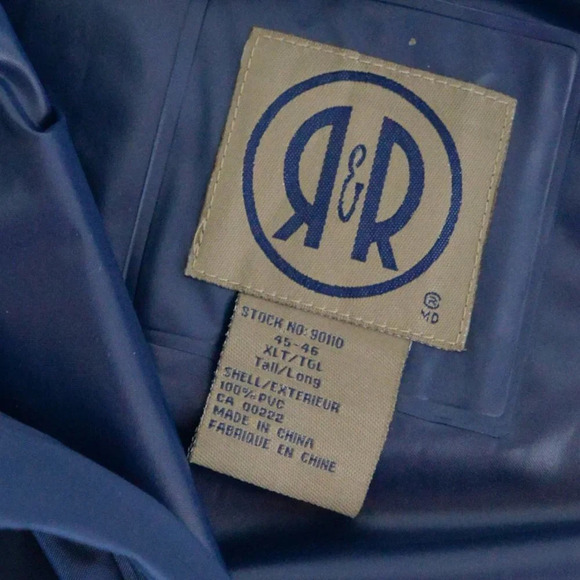 R&R
®
MD
STOCK NO: 90110
45-46
XLT/TGL
Tall/Long
SHELL/EXTERIEUR
100% PVC
CA 00222
MADE IN CHINA
FABRIQUE EN CHINE